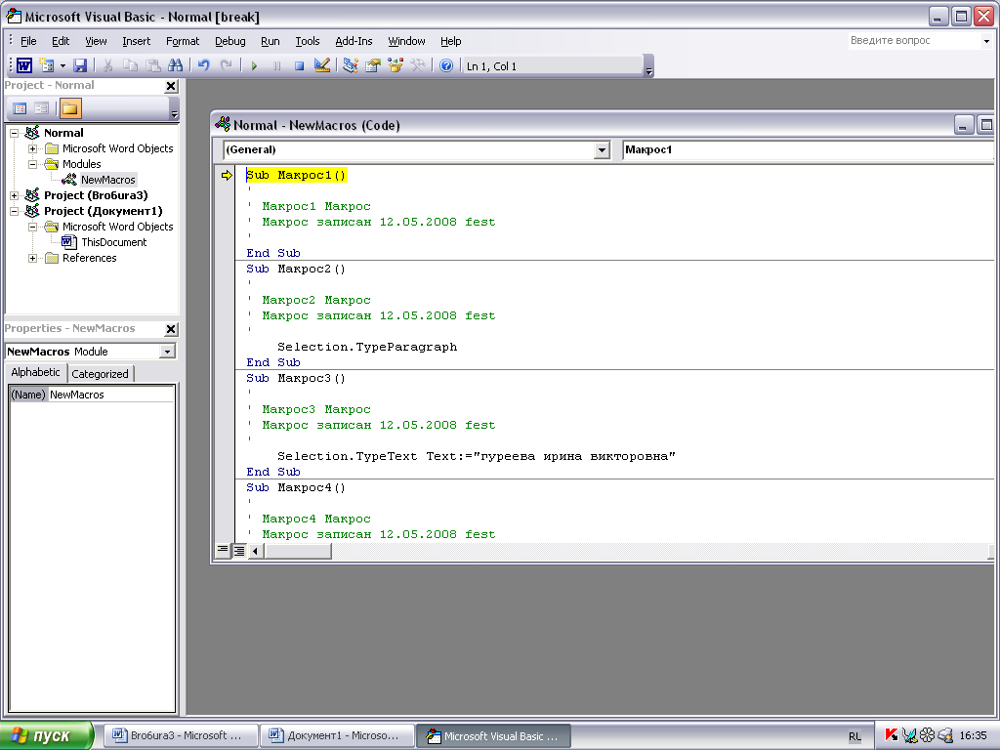 Microsoft Visual Basic - Normal [break]
File Edit View Insert Format Debug Run Tools Add-Ins Window Help
Введите вопрос
Ln 1, Col 1
Project - Normal
Normal
Microsoft Word Objects
Modules
NewMacros
Project (Bro6ura3)
Project (Документ1)
Microsoft Word Objects
ThisDocument
References
Properties - NewMacros
NewMacros Module
Alphabetic Categorized
(Name) NewMacros
Normal - NewMacros (Code)
(General) Макрос1
Sub Макрос1()
'
' Макрос1 Макрос
' Макрос записан 12.05.2008 fest
'
End Sub
Sub Макрос2()
'
' Макрос2 Макрос
' Макрос записан 12.05.2008 fest
'
Selection.TypeParagraph
End Sub
Sub Макрос3()
'
' Макрос3 Макрос
' Макрос записан 12.05.2008 fest
'
Selection.TypeText Text:="гуреева ирина викторовна"
End Sub
Sub Макрос4()
'
' Макрос4 Макрос
' Макрос записан 12.05.2008 fest
пуск
Bro6ura3 - Microsoft ...
Документ1 - Microso...
Microsoft Visual Basic ...
RL
16:35